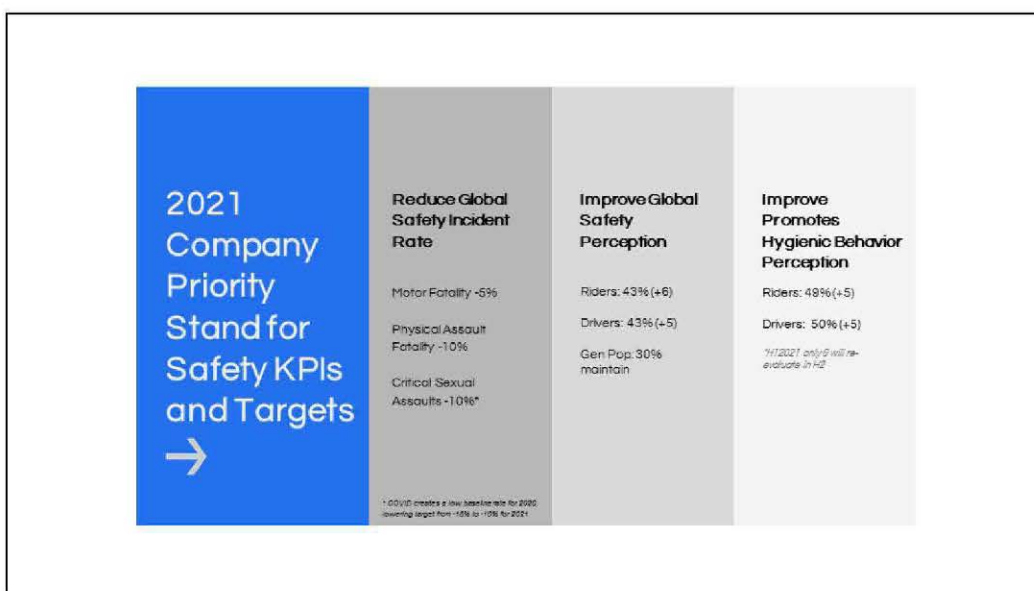 2021
Company
Priority
Stand for
Safety KPIs
and Targets
→
Reduce Global
Safety Incident
Rate
Motor Fatality -5%
Physical Assault
Fatality -10%
Critical Sexual
Assaults -10%*
* COVID creates a low baseline rate for 2020
lowering target from -15% to -10% for 2021
Improve Global
Safety
Perception
Riders: 43% (+6)
Drivers: 43% (+5)
Gen Pop: 30%
maintain
Improve
Promotes
Hygienic Behavior
Perception
Riders: 49% (+5)
Drivers: 50% (+5)
*H12021 only & will re-
evaluate in H2